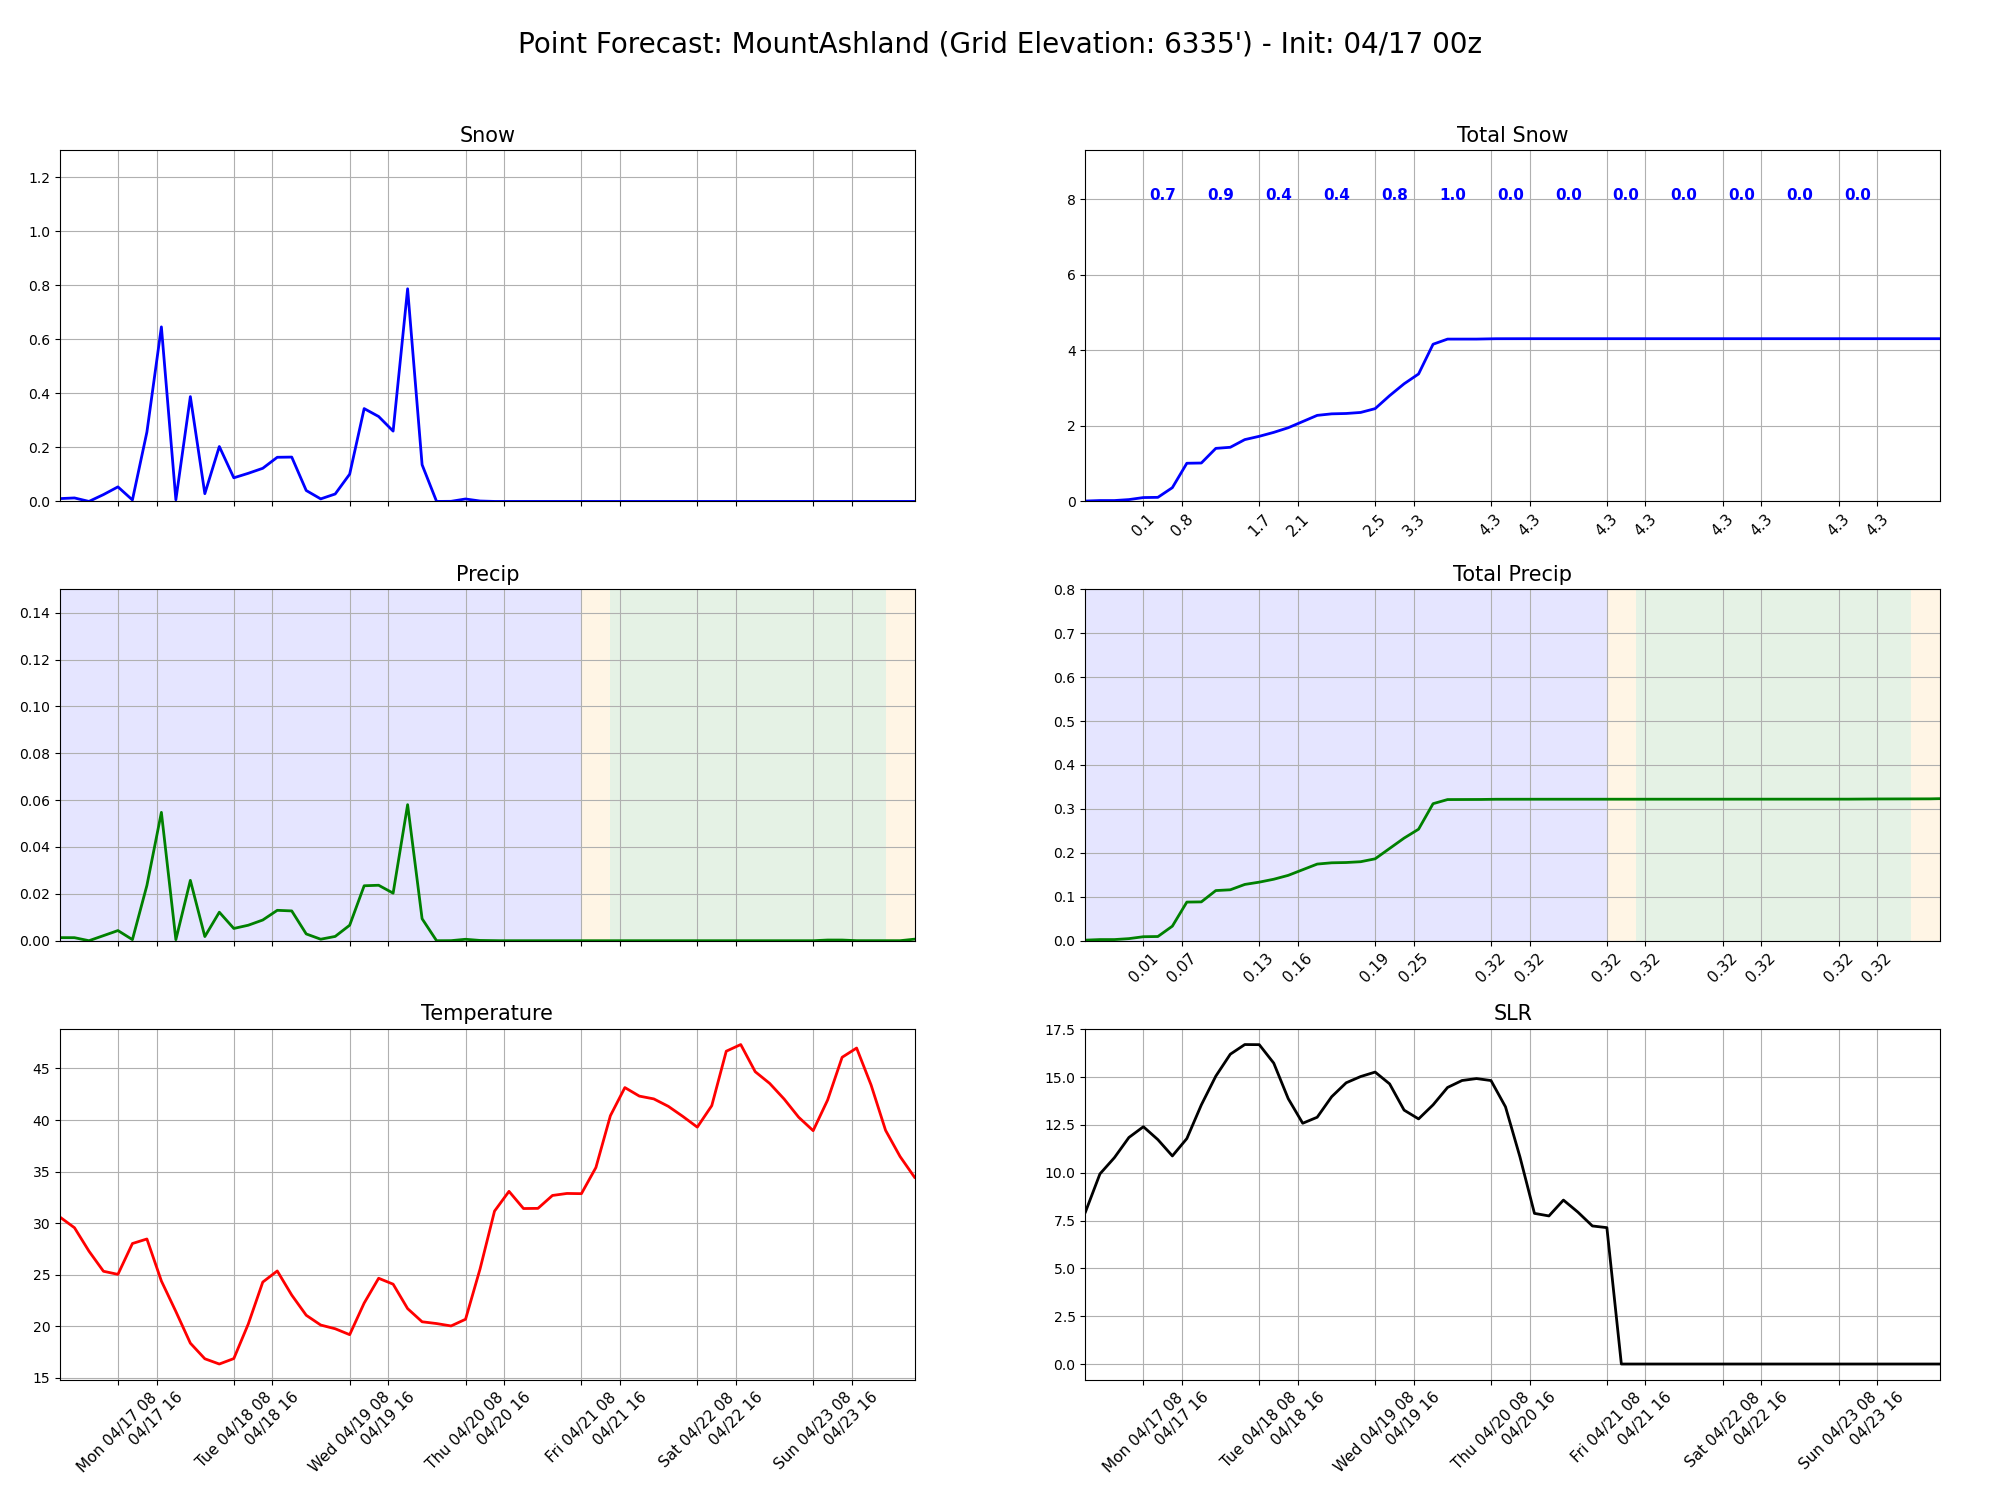 Point Forecast: MountAshland (Grid Elevation: 6335') - Init: 04/17 00z
Snow
1.2
1.0
0.8
0.6
0.4
0.2
0.0
Total Snow
0.7 0.9 0.4 0.4 0.8 1.0 0.0 0.0 0.0 0.0 0.0 0.0 0.0
8
6
4
2
0
0.1 0.8 1.7 2.1 2.5 3.3 4.3 4.3 4.3 4.3 4.3 4.3 4.3 4.3
Precip
0.14
0.12
0.10
0.08
0.06
0.04
0.02
0.00
Total Precip
0.8
0.7
0.6
0.5
0.4
0.3
0.2
0.1
0.0
0.01 0.07 0.13 0.16 0.19 0.25 0.32 0.32 0.32 0.32 0.32 0.32 0.32 0.32
Temperature
45
40
35
30
25
20
15
Mon 04/17 08
04/17 16
Tue 04/18 08
04/18 16
Wed 04/19 08
04/19 16
Thu 04/20 08
04/20 16
Fri 04/21 08
04/21 16
Sat 04/22 08
04/22 16
Sun 04/23 08
04/23 16
SLR
17.5
15.0
12.5
10.0
7.5
5.0
2.5
0.0
Mon 04/17 08
04/17 16
Tue 04/18 08
04/18 16
Wed 04/19 08
04/19 16
Thu 04/20 08
04/20 16
Fri 04/21 08
04/21 16
Sat 04/22 08
04/22 16
Sun 04/23 08
04/23 16